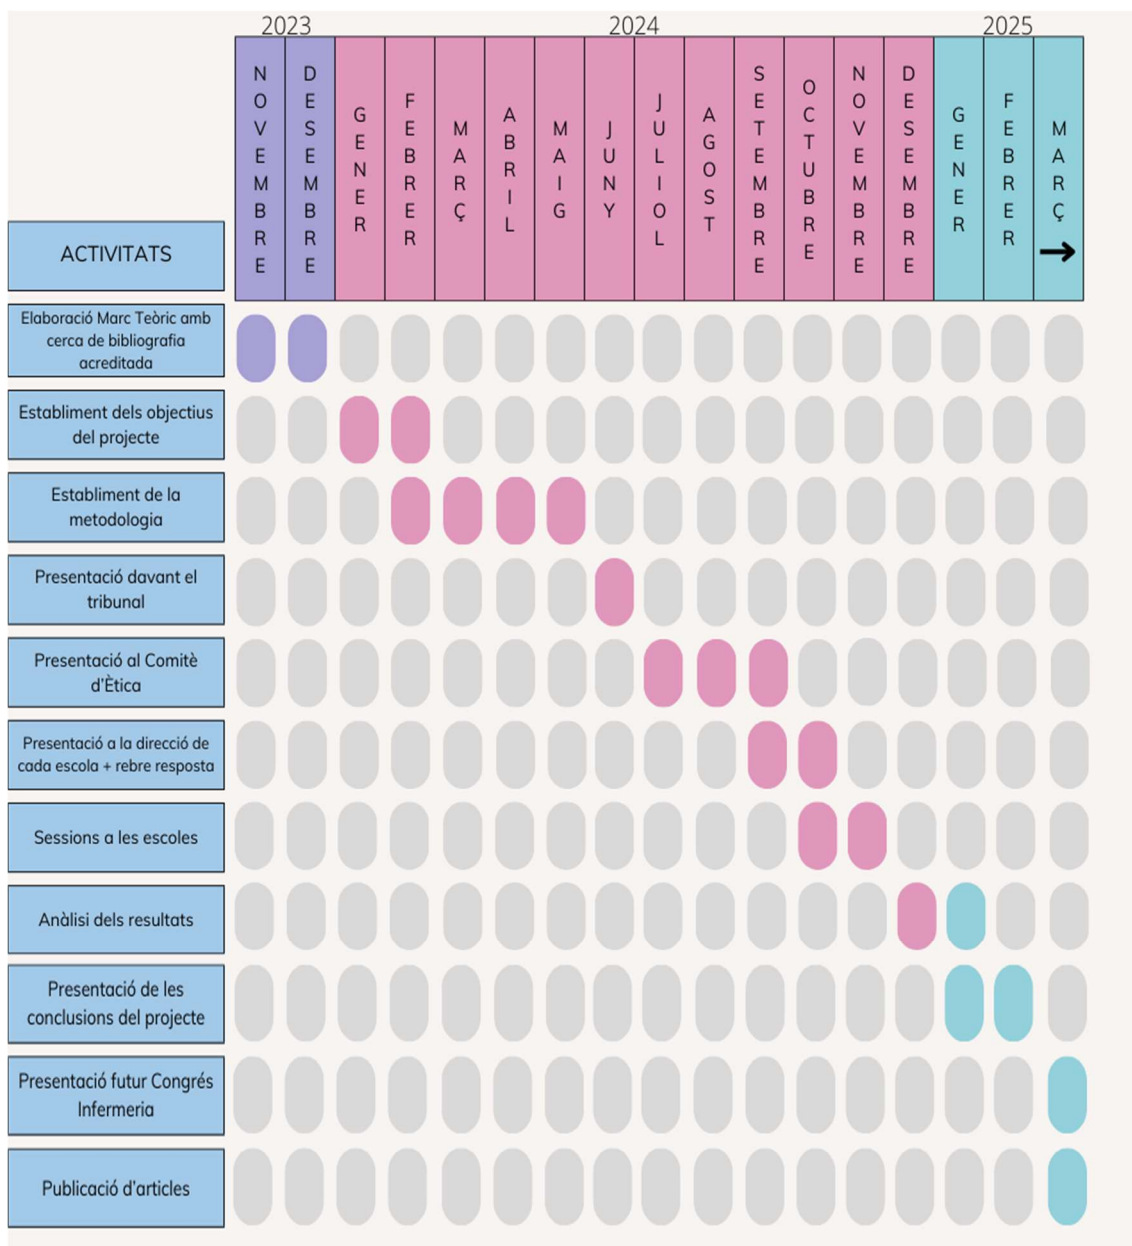 2023 2024 2025
NOVEMBRE DESEMBRE GENER FEBRER MARÇ ABRIL MAIG JUNY JULIOL AGOST SETEMBRE OCTUBRE NOVEMBRE DESEMBRE GENER FEBRER MARÇ →
ACTIVITATS
Elaboració Marc Teòric amb
cerca de bibliografia
acreditada
Establiment dels objectius
del projecte
Establiment de la
metodologia
Presentació davant el
tribunal
Presentació al Comitè
d'Ètica
Presentació a la direcció de
cada escola + rebre resposta
Sessions a les escoles
Anàlisi dels resultats
Presentació de les
conclusions del projecte
Presentació futur Congrés
Infermeria
Publicació d'articles